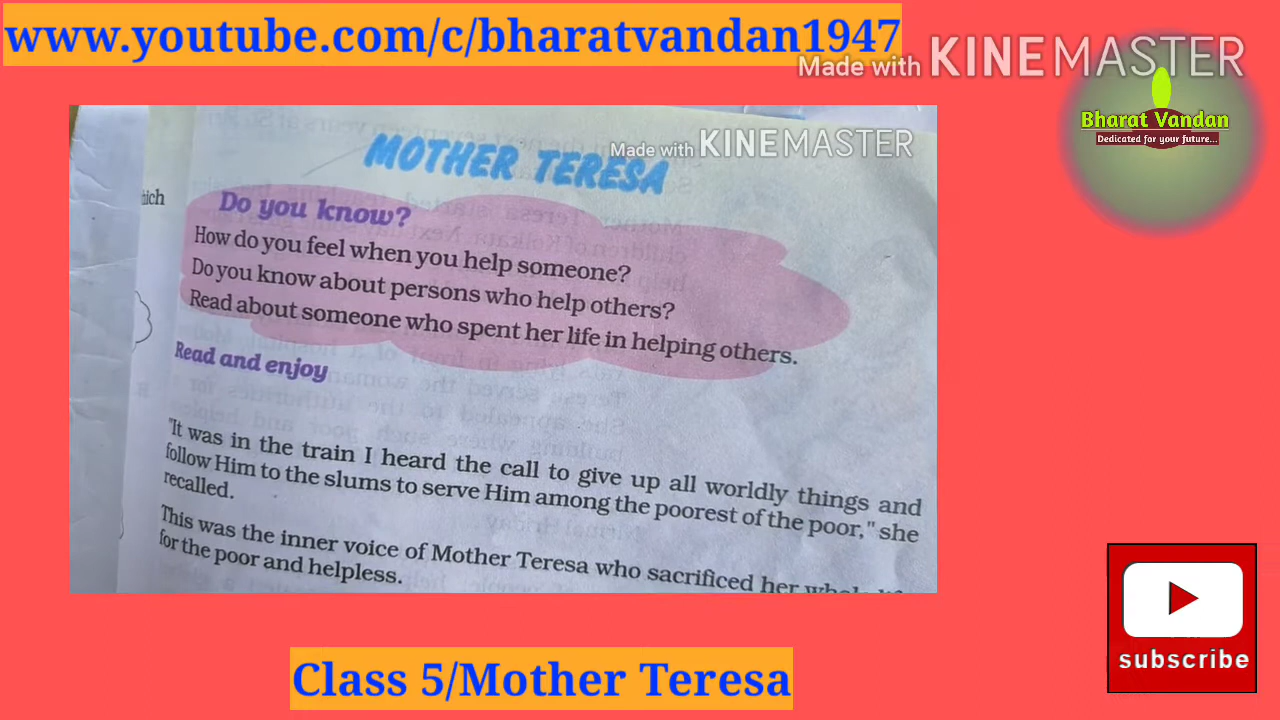 www.youtube.com/c/bharatvandan1947
Made with KINEMASTER
Bharat Vandan
Dedicated for your future...
MOTHER TERESA
Made with KINEMASTER
Do you know?
How do you feel when you help someone?
Do you know about persons who help others?
Read about someone who spent her life in helping others.
Read and enjoy
"It was in the train I heard the call to give up all worldly things and
follow Him to the slums to serve Him among the poorest of the poor," she
recalled.
This was the inner voice of Mother Teresa who sacrificed her
for the poor and helpless.
subscribe
Class 5/Mother Teresa